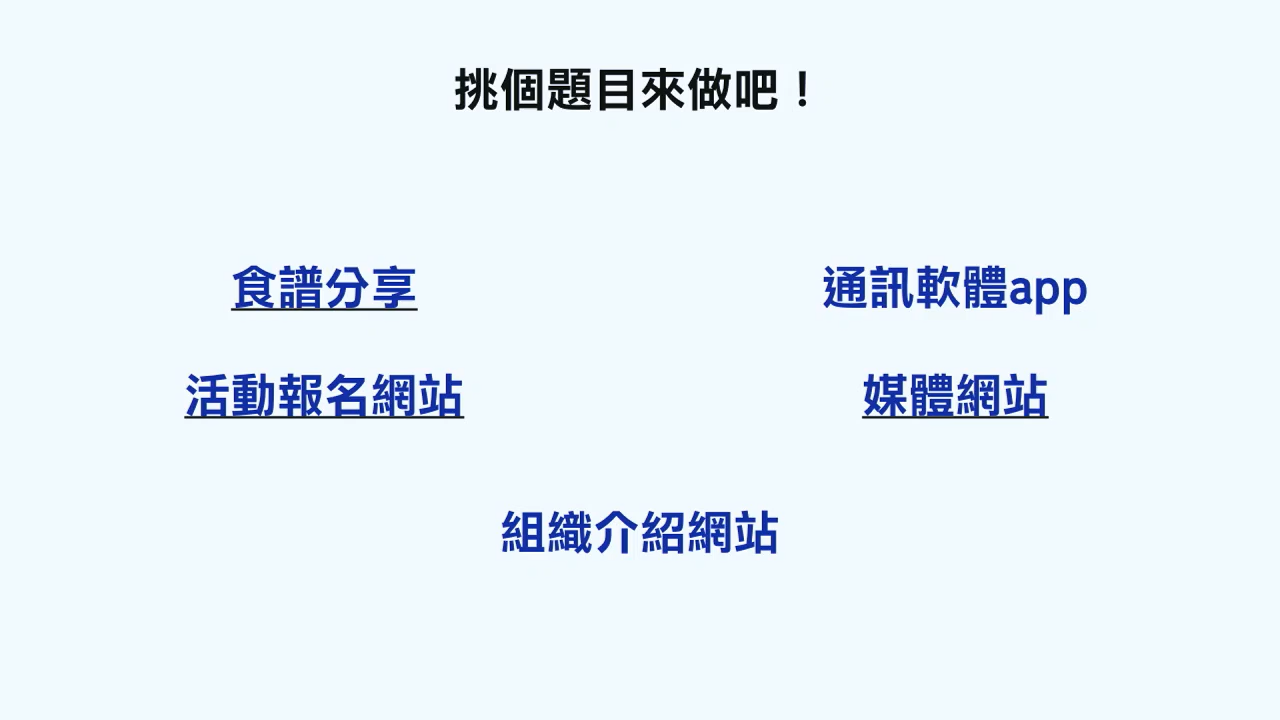 挑個題目來做吧！
食譜分享
通訊軟體app
活動報名網站
媒體網站
組織介紹網站